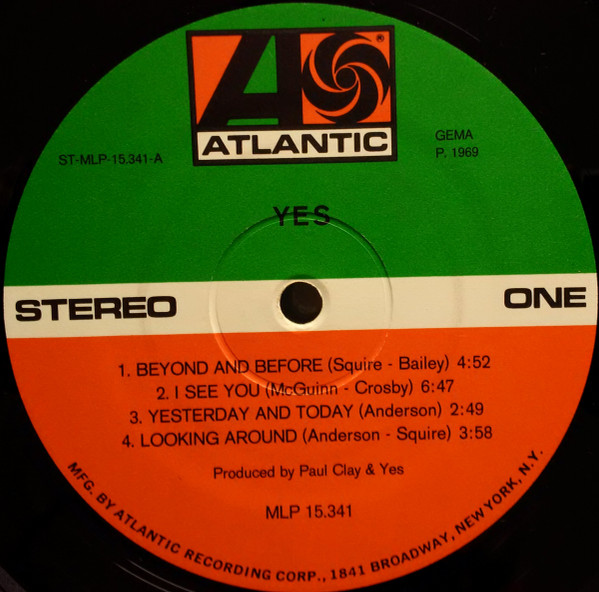 ®
ATLANTIC
ST-MLP-15.341-A
GEMA
P. 1969
YES
STEREO
ONE
1. BEYOND AND BEFORE (Squire - Bailey) 4:52
2. I SEE YOU (McGuinn - Crosby) 6:47
3. YESTERDAY AND TODAY (Anderson) 2:49
4. LOOKING AROUND (Anderson - Squire) 3:58
Produced by Paul Clay & Yes
MLP 15.341
MFG. BY ATLANTIC RECORDING CORP., 1841 BROADWAY, NEW YORK, N.Y.